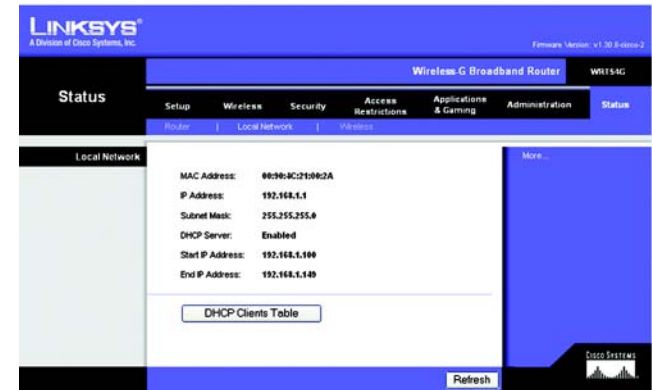 LINKSYS®
A Division of Cisco Systems, Inc.
Firmware Version: v1.30.0-cisco-2
Wireless-G Broadband Router WRT54G
Status
Setup Wireless Security Access Restrictions Applications & Gaming Administration Status
Router | Local Network | Wireless
Local Network
More...
MAC Address: 00:90:4C:21:00:2A
IP Address: 192.168.1.1
Subnet Mask: 255.255.255.0
DHCP Server: Enabled
Start IP Address: 192.168.1.100
End IP Address: 192.168.1.149
DHCP Clients Table
Refresh
CISCO SYSTEMS